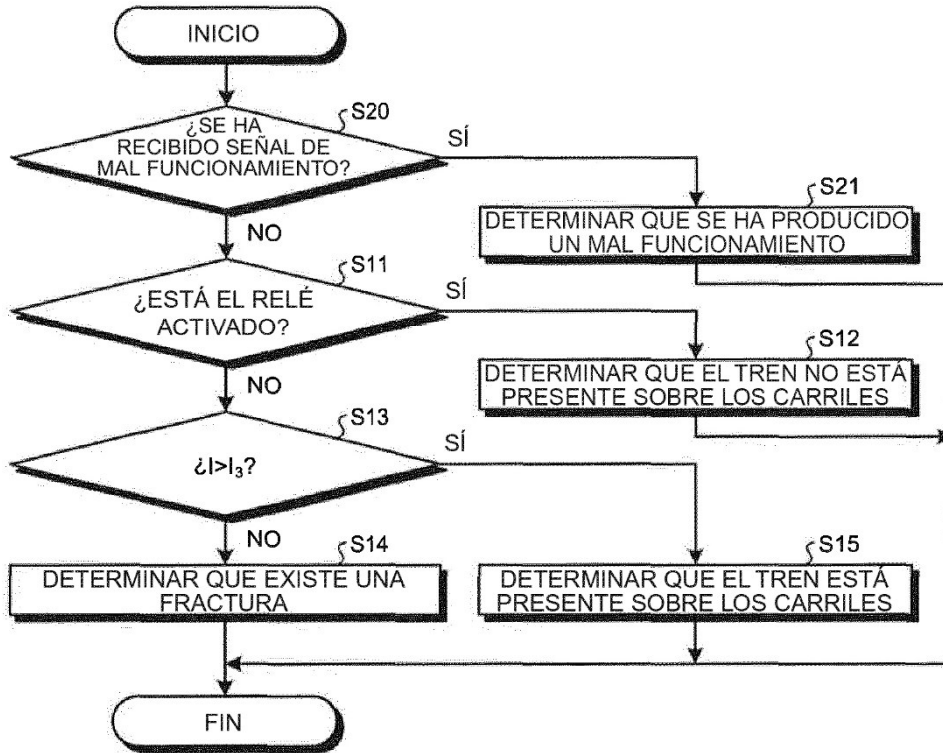 INICIO
S20
¿SE HA
RECIBIDO SEÑAL DE
MAL FUNCIONAMIENTO?
SÍ
NO
S21
DETERMINAR QUE SE HA PRODUCIDO
UN MAL FUNCIONAMIENTO
S11
¿ESTÁ EL RELÉ
ACTIVADO?
SÍ
NO
S12
DETERMINAR QUE EL TREN NO ESTÁ
PRESENTE SOBRE LOS CARRILES
S13
¿I>I₃?
SÍ
NO
S14
DETERMINAR QUE EXISTE UNA
FRACTURA
S15
DETERMINAR QUE EL TREN ESTÁ
PRESENTE SOBRE LOS CARRILES
FIN